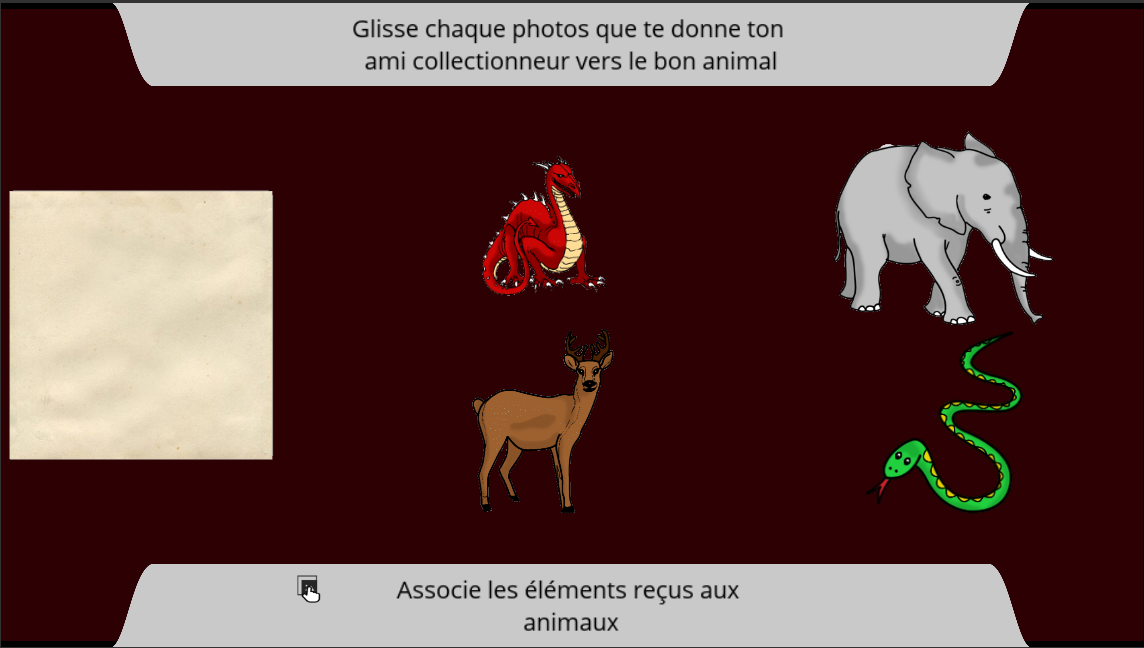 Glisse chaque photos que te donne ton
ami collectionneur vers le bon animal
Associe les éléments reçus aux
animaux